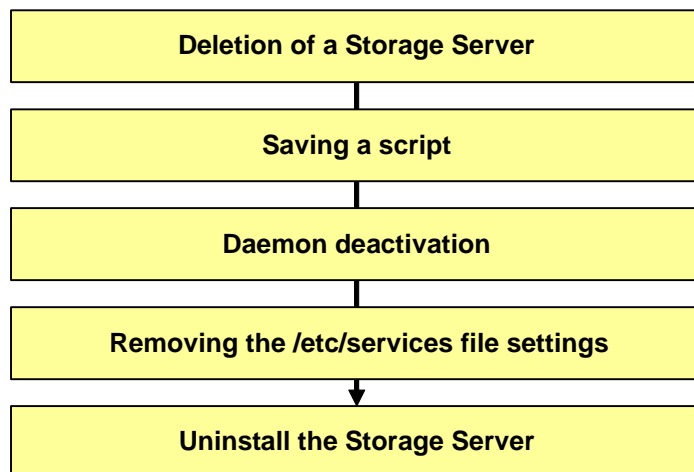 Deletion of a Storage Server
Saving a script
Daemon deactivation
Removing the /etc/services file settings
Uninstall the Storage Server